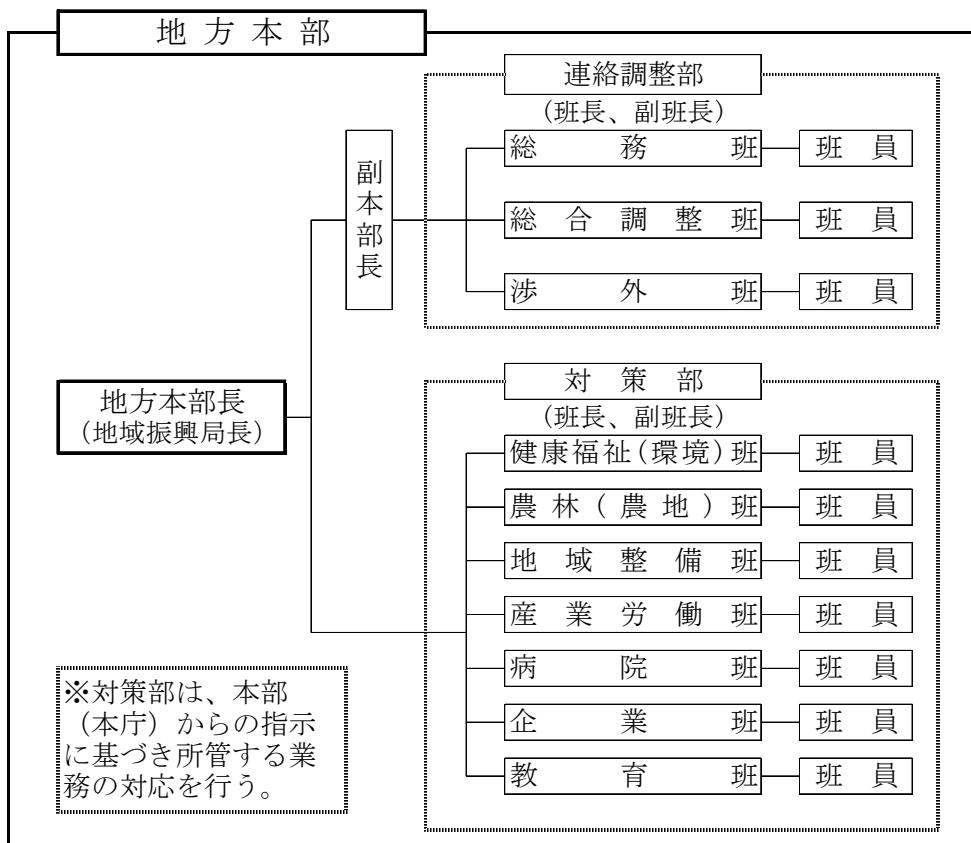 地方本部
連絡調整部
(班長、副班長)
総務班 班員
副本部長
総合調整班 班員
渉外班 班員
地方本部長
(地域振興局長)
対策部
(班長、副班長)
健康福祉(環境)班 班員
農林(農地)班 班員
地域整備班 班員
産業労働班 班員
病院班 班員
企業班 班員
教育班 班員
※対策部は、本部
(本庁)からの指示
に基づき所管する業
務の対応を行う。